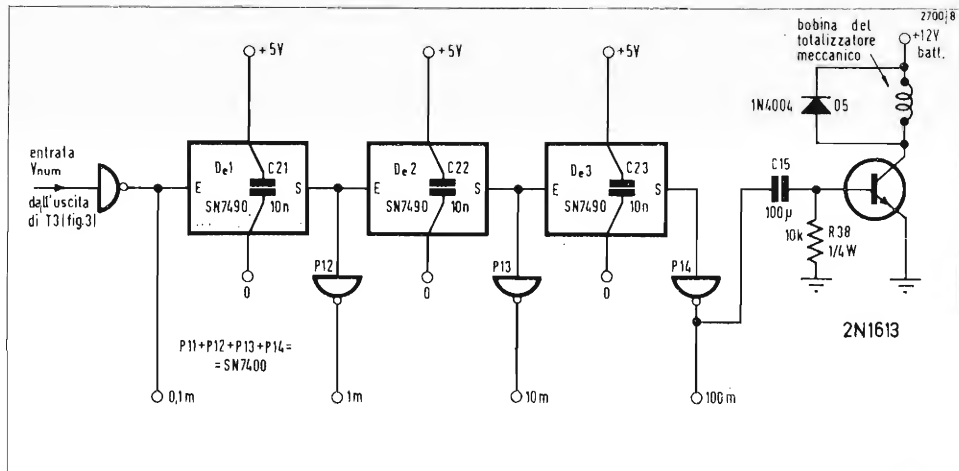 2700 8
bobina del
totalizzatore
meccanico
+12V
batt.
+5V
+5V
+5V
1N4004
D5
entrata
Vnum
dall'uscita
di T3(fig.3)
De1
C21
E
S
SN7490
10n
De2
C22
E
S
SN7490
10n
De3
C23
E
S
SN7490
10n
C15
100µ
10k
R38
1/4W
0
P12
0
P13
0
P14
2N1613
P11+P12+P13+P14=
=SN7400
0,1m
1m
10m
100m